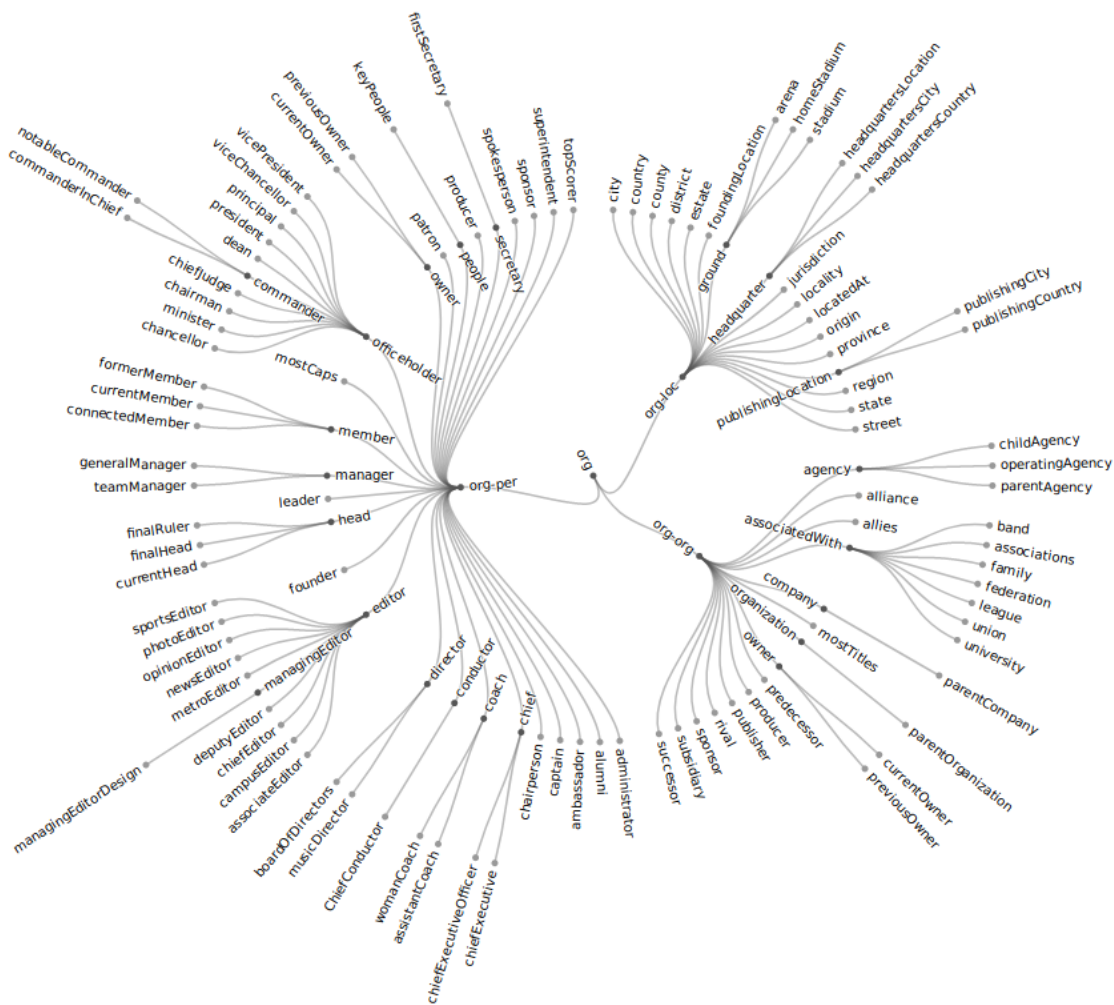 org
org-per
topScorer
superintendent
sponsor
spokesperson
secretary
firstSecretary
producer
people
keyPeople
patron
owner
previousOwner
currentOwner
officeholder
vicePresident
viceChancellor
principal
president
dean
commander
notableCommander
commanderInChief
chiefJudge
chairman
minister
chancellor
mostCaps
member
formerMember
currentMember
connectedMember
manager
generalManager
teamManager
leader
head
finalRuler
finalHead
currentHead
founder
editor
sportsEditor
photoEditor
opinionEditor
newsEditor
metroEditor
managingEditor
managingEditorDesign
deputyEditor
chiefEditor
campusEditor
associateEditor
director
boardOfDirectors
musicDirector
conductor
ChiefConductor
coach
womanCoach
assistantCoach
chief
chiefExecutiveOfficer
chiefExecutive
chairperson
captain
ambassador
alumni
administrator
org-loc
city
country
county
district
estate
foundingLocation
ground
arena
homeStadium
stadium
headquarter
headquartersLocation
headquartersCity
headquartersCountry
jurisdiction
locality
locatedAt
origin
province
publishingLocation
publishingCity
publishingCountry
region
state
street
org-org
agency
childAgency
operatingAgency
parentAgency
alliance
allies
associatedWith
band
associations
family
federation
league
union
university
company
parentCompany
mostTitles
organization
parentOrganization
owner
currentOwner
previousOwner
predecessor
producer
publisher
rival
sponsor
subsidiary
successor